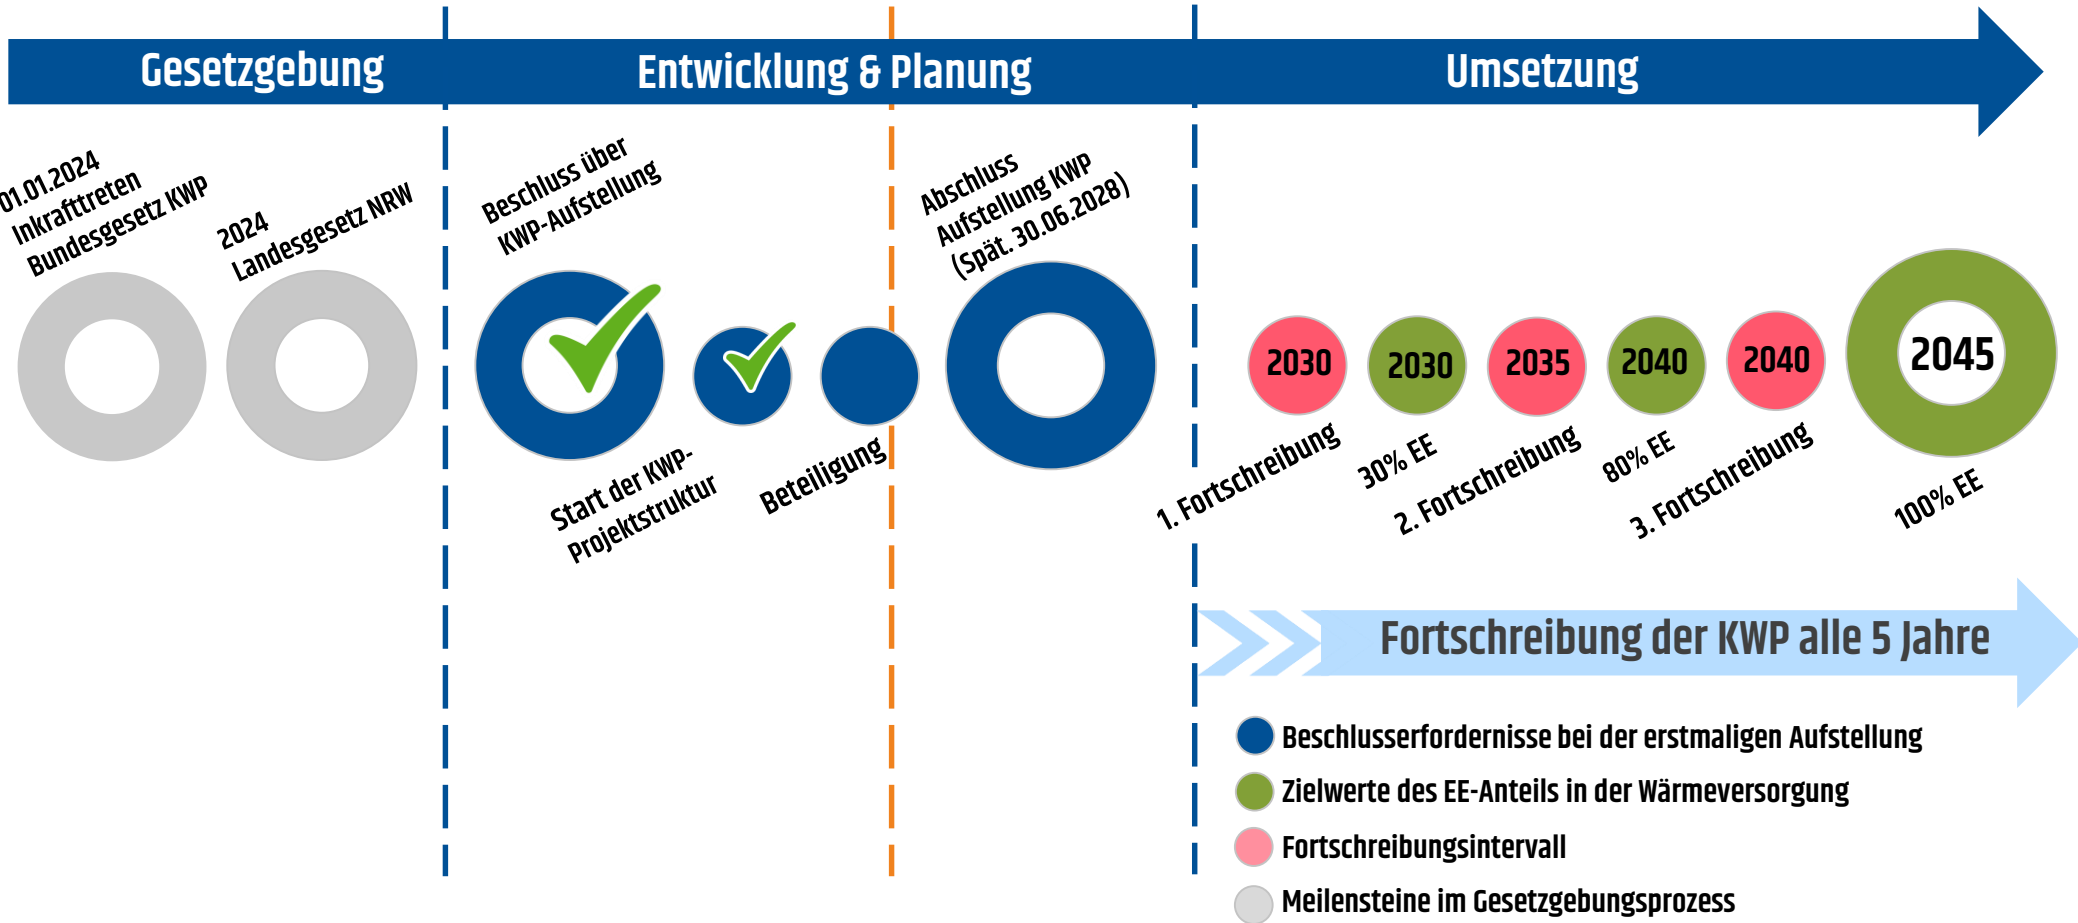 Gesetzgebung
Entwicklung & Planung
Umsetzung
01.01.2024
Inkrafttreten
Bundesgesetz KWP
2024
Landesgesetz NRW
Beschluss über
KWP-Aufstellung
Start der KWP-
Projektstruktur
Beteiligung
Abschluss
Aufstellung KWP
(Spät. 30.06.2028)
2030
1. Fortschreibung
2030
30% EE
2035
2. Fortschreibung
2040
80% EE
2040
3. Fortschreibung
2045
100% EE
Fortschreibung der KWP alle 5 Jahre
Beschlusserfordernisse bei der erstmaligen Aufstellung
Zielwerte des EE-Anteils in der Wärmeversorgung
Fortschreibungsintervall
Meilensteine im Gesetzgebungsprozess